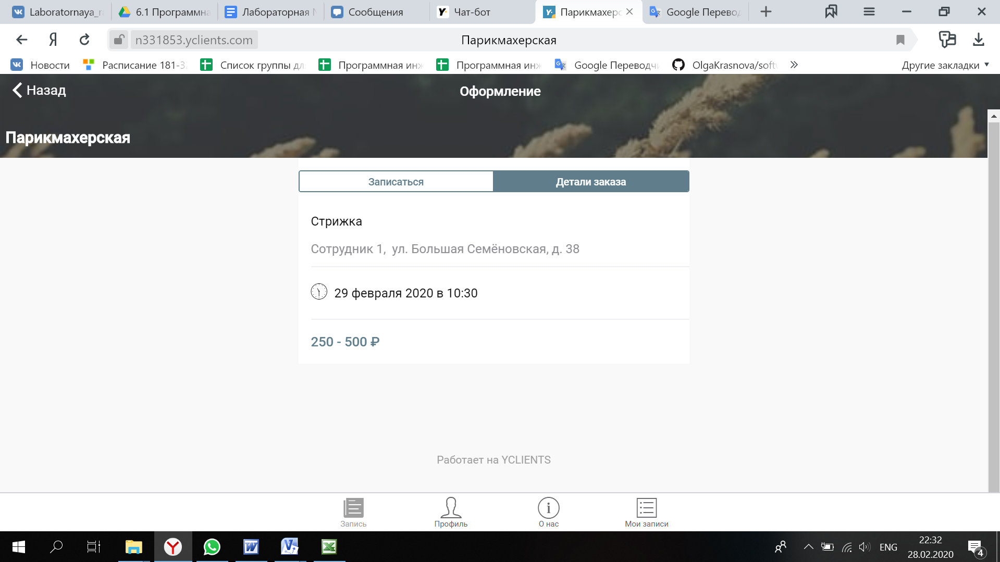 Laboratornaya_r
6.1 Программна
Лабораторная N
Сообщения
Чат-бот
Парикмахерс
Google Перевод
n331853.yclients.com
Парикмахерская
Новости
Расписание 181-32
Список группы дл
Программная инж
Программная инж
Google Переводчи
OlgaKrasnova/softw
Другие закладки
Назад
Оформление
Парикмахерская
Записаться
Детали заказа
Стрижка
Сотрудник 1, ул. Большая Семёновская, д. 38
29 февраля 2020 в 10:30
250 - 500 ₽
Работает на YCLIENTS
Запись
Профиль
О нас
Мои записи
ENG
22:32
28.02.2020
4